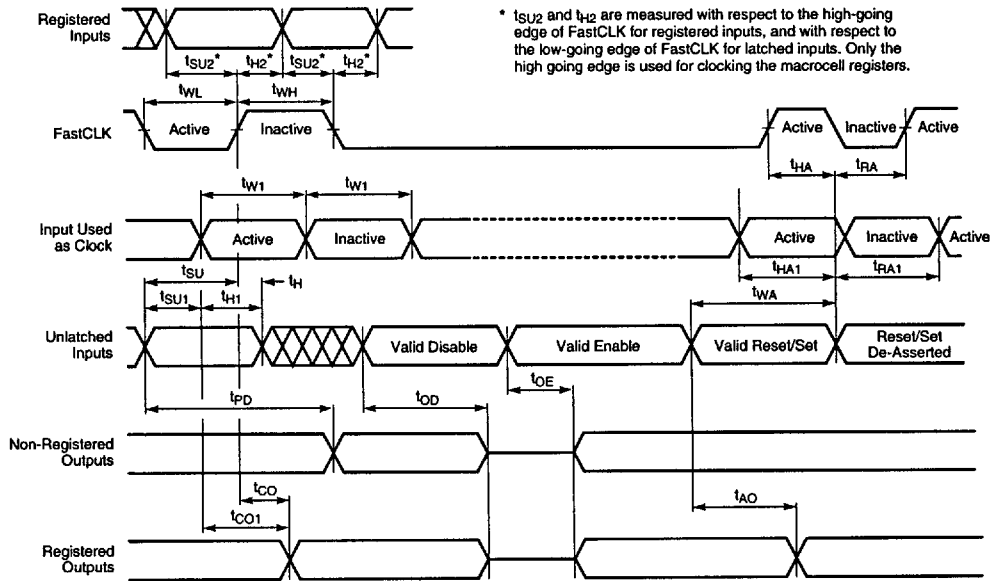 Registered
Inputs
* tSU2 and tH2 are measured with respect to the high-going
edge of FastCLK for registered inputs, and with respect to
the low-going edge of FastCLK for latched inputs. Only the
high going edge is used for clocking the macrocell registers.
tSU2* tH2* tSU2* tH2*
tWL tWH
FastCLK Active Inactive Active Inactive Active
tHA tRA
tW1 tW1
Input Used
as Clock
Active Inactive Active Inactive Active
tSU tH tHA1 tRA1
tSU1 tH1 tWA
Unlatched
Inputs
Valid Disable Valid Enable Valid Reset/Set Reset/Set
De-Asserted
tPD tOD tOE
Non-Registered
Outputs
tCO tAO
tCO1
Registered
Outputs